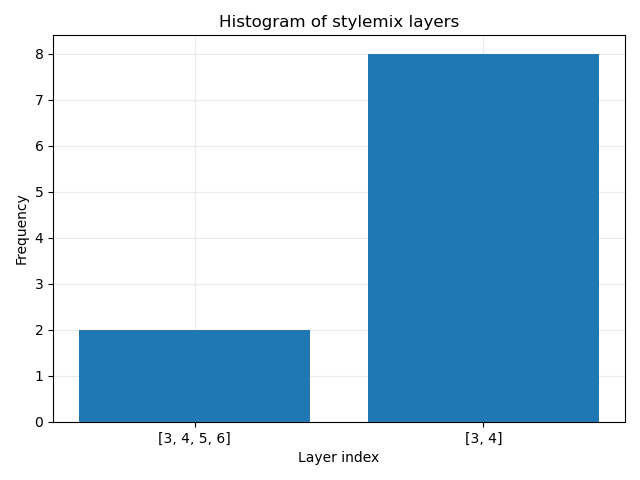 Histogram of stylemix layers
8
7
6
5
4
3
2
1
0
Frequency
[3, 4, 5, 6]
[3, 4]
Layer index